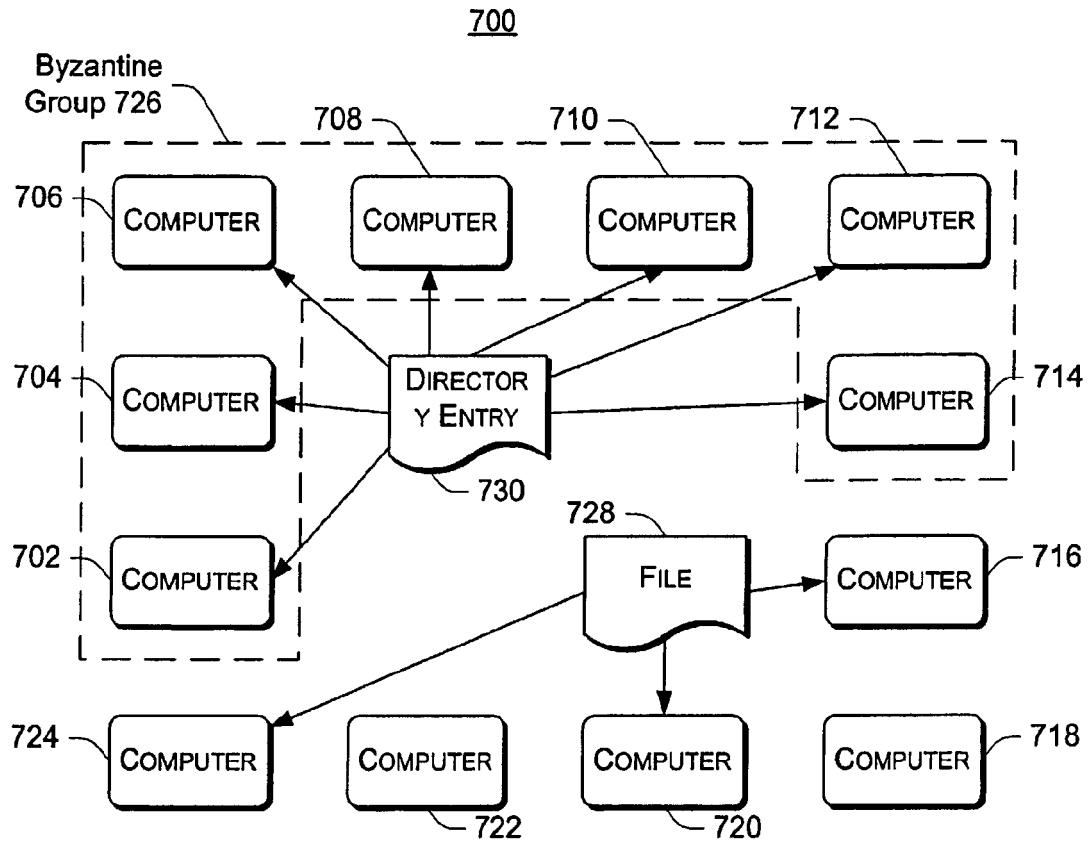 700
Byzantine
Group 726
708
710
712
706
COMPUTER
COMPUTER
COMPUTER
COMPUTER
704
COMPUTER
DIRECTOR
Y ENTRY
COMPUTER
714
730
728
702
COMPUTER
FILE
COMPUTER
716
724
COMPUTER
COMPUTER
COMPUTER
COMPUTER
718
722
720